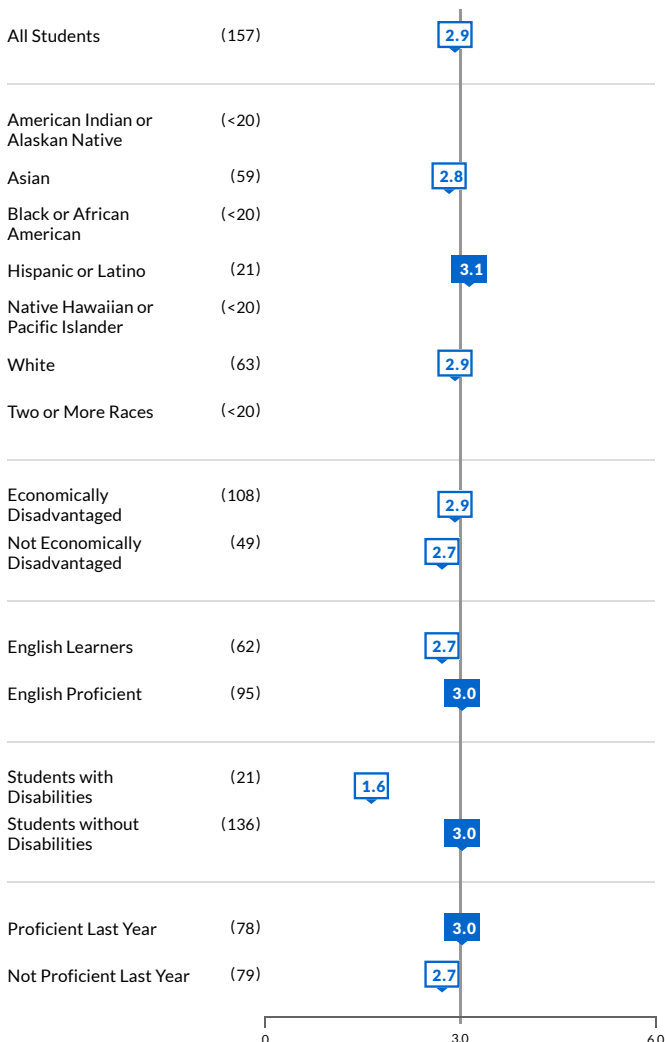 All Students (157) 2.9
American Indian or (<20)
Alaskan Native
Asian (59) 2.8
Black or African (<20)
American
Hispanic or Latino (21) 3.1
Native Hawaiian or (<20)
Pacific Islander
White (63) 2.9
Two or More Races (<20)
Economically (108) 2.9
Disadvantaged
Not Economically (49) 2.7
Disadvantaged
English Learners (62) 2.7
English Proficient (95) 3.0
Students with (21) 1.6
Disabilities
Students without (136) 3.0
Disabilities
Proficient Last Year (78) 3.0
Not Proficient Last Year (79) 2.7
0 3.0 6.0